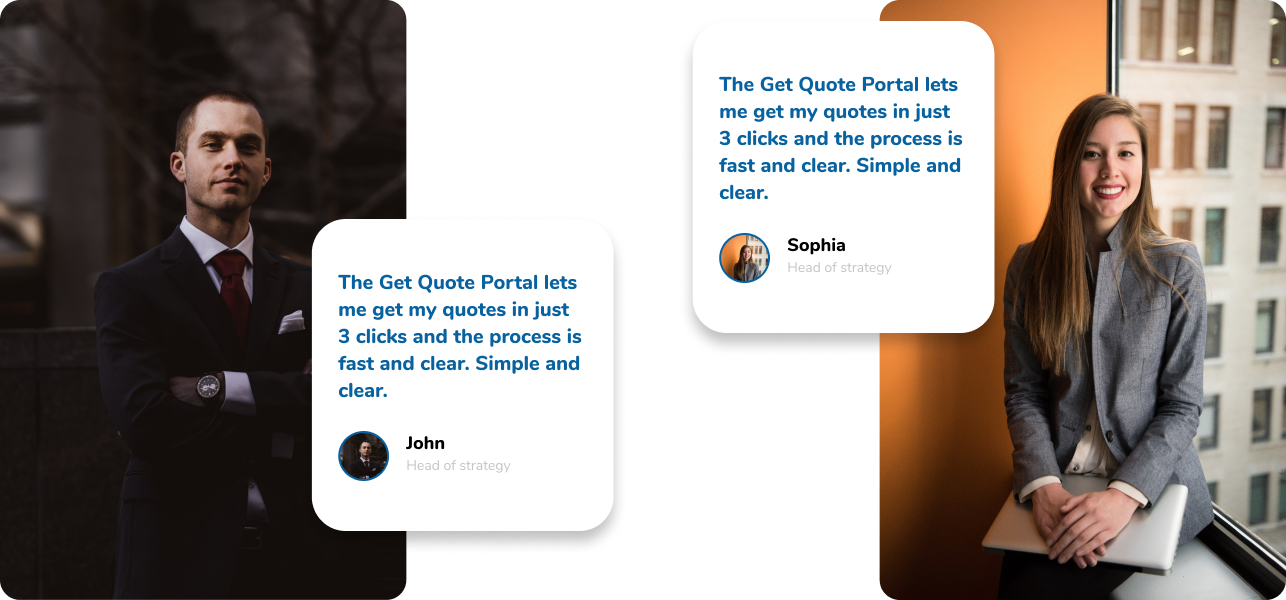 The Get Quote Portal lets
me get my quotes in just
3 clicks and the process is
fast and clear. Simple and
clear.
John
Head of strategy
The Get Quote Portal lets
me get my quotes in just
3 clicks and the process is
fast and clear. Simple and
clear.
Sophia
Head of strategy